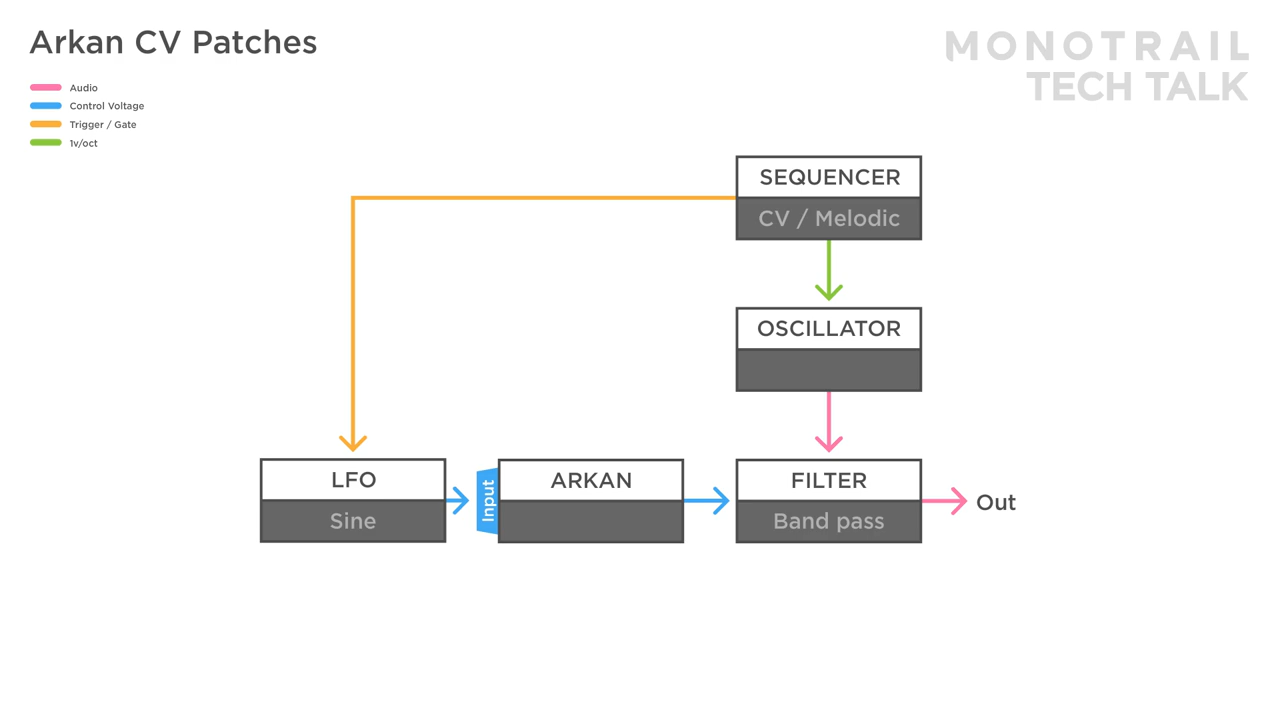 Arkan CV Patches
MONOTRAIL
TECH TALK
Audio
Control Voltage
Trigger / Gate
1v/oct
SEQUENCER
CV / Melodic
OSCILLATOR
LFO
Sine
Input
ARKAN
FILTER
Band pass
Out